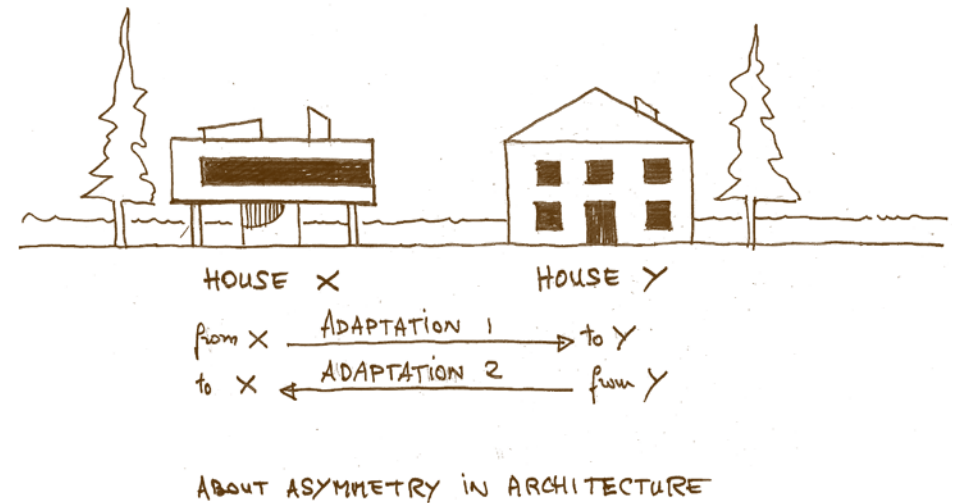 HOUSE X HOUSE Y
from X ADAPTATION 1 to Y
to X ADAPTATION 2 from Y
ABOUT ASYMMETRY IN ARCHITECTURE